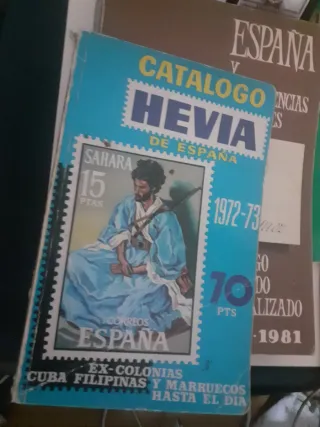 CATALOGO
HEVIA
DE ESPAÑA
1972-73
SAHARA
15
PTAS
70
PTS
CORREOS
ESPAÑA
EX-COLONIAS
CUBA FILIPINAS Y MARRUECOS
HASTA EL DIA
ESPAÑA
Y
1981